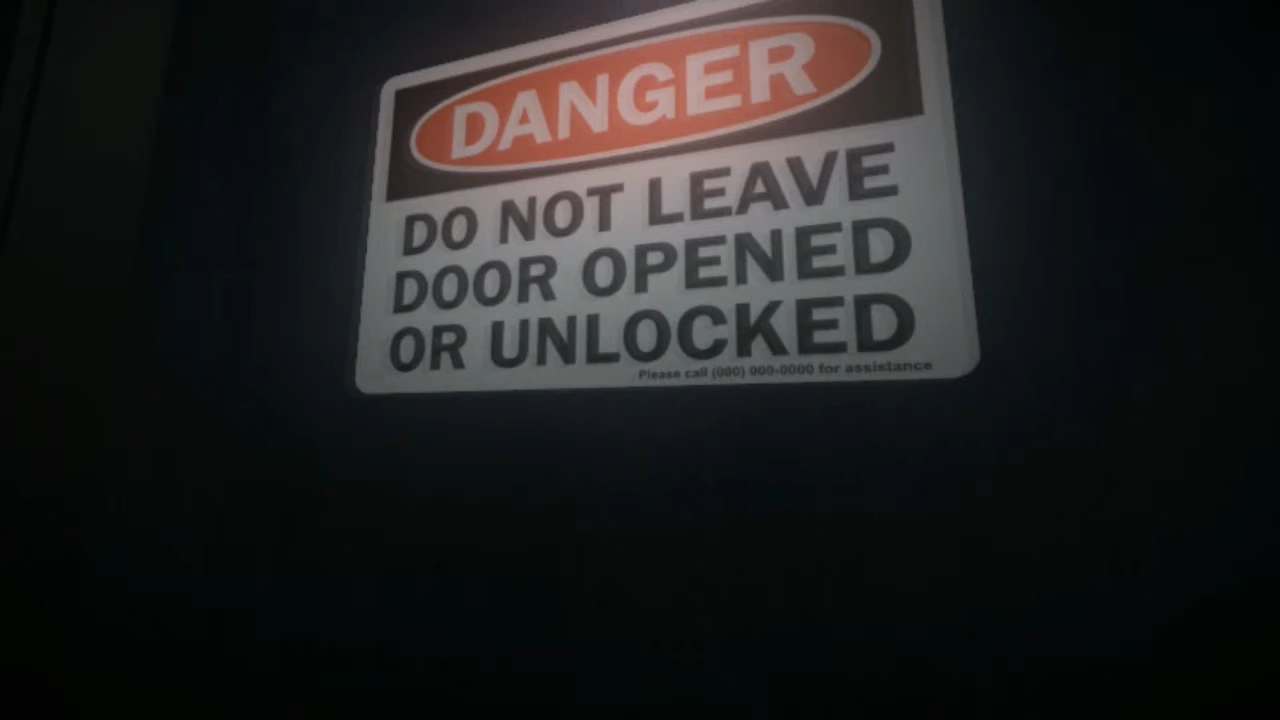 DANGER
DO NOT LEAVE
DOOR OPENED
OR UNLOCKED
Please call (000) 000-0000 for assistance